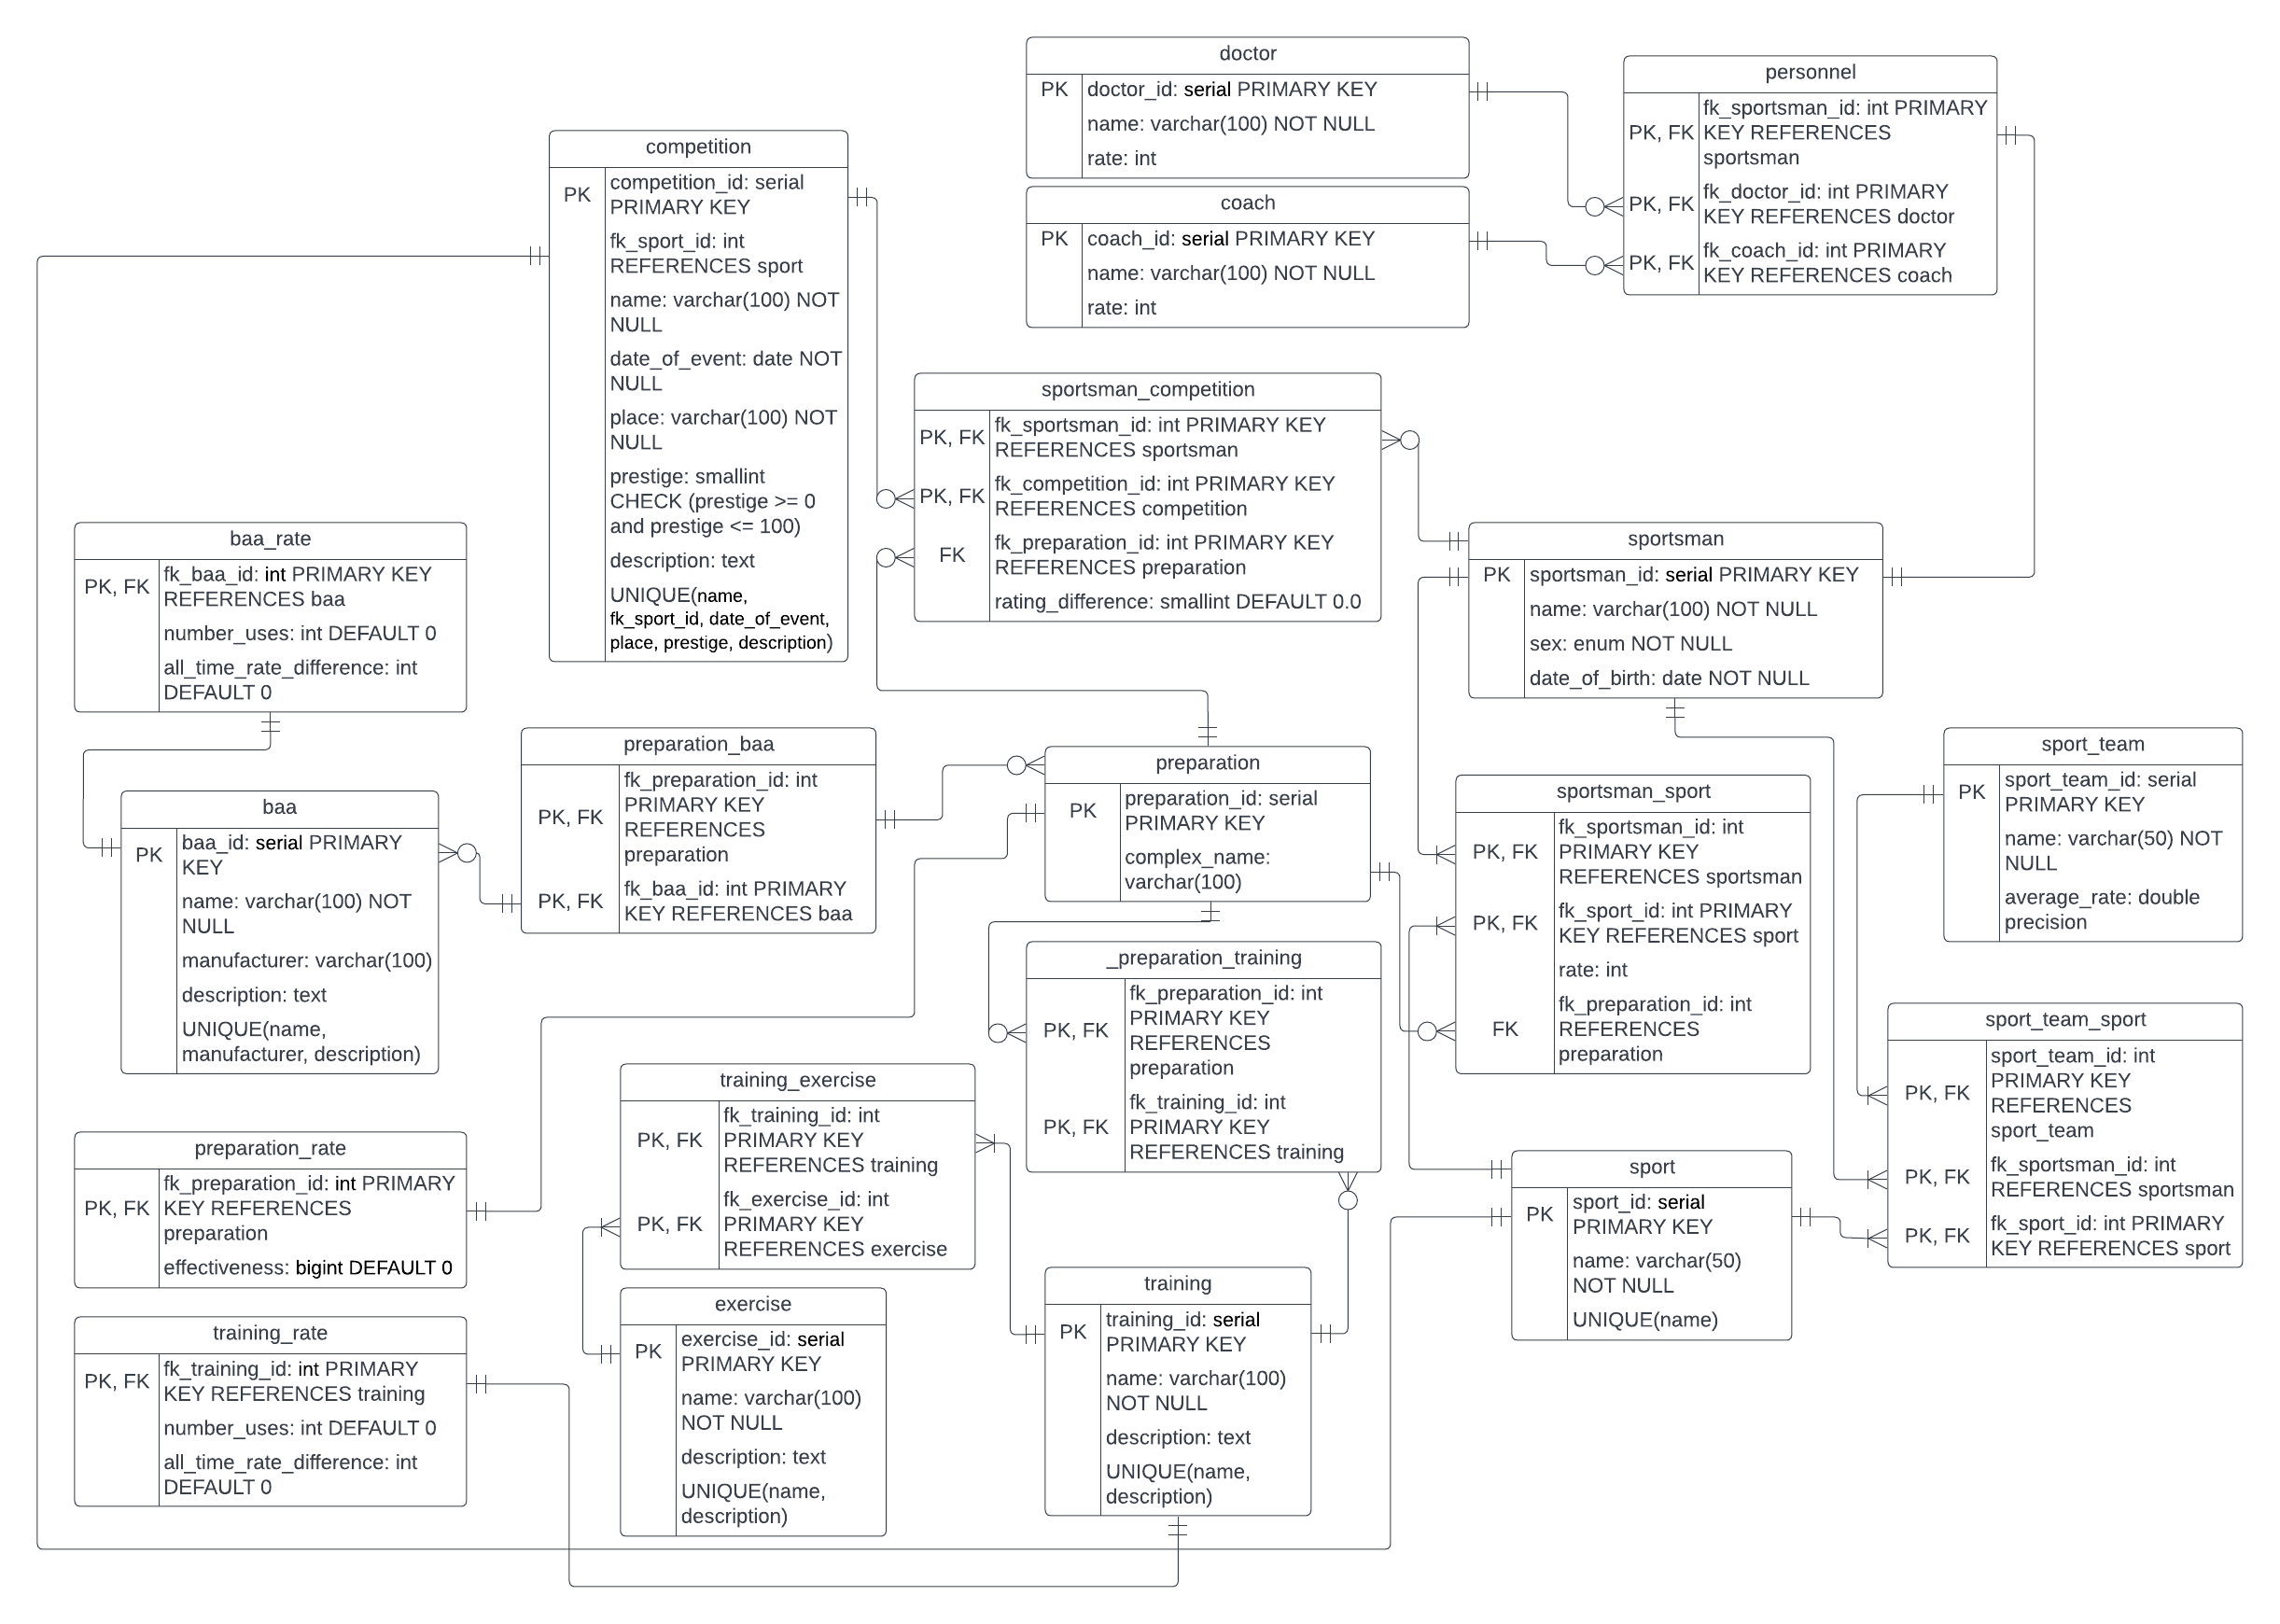 doctor
PK
doctor_id: serial PRIMARY KEY
name: varchar(100) NOT NULL
rate: int
personnel
PK, FK
fk_sportsman_id: int PRIMARY
KEY REFERENCES
sportsman
PK, FK
fk_doctor_id: int PRIMARY
KEY REFERENCES doctor
PK, FK
fk_coach_id: int PRIMARY
KEY REFERENCES coach
coach
PK
coach_id: serial PRIMARY KEY
name: varchar(100) NOT NULL
rate: int
competition
PK
competition_id: serial
PRIMARY KEY
fk_sport_id: int
REFERENCES sport
name: varchar(100) NOT
NULL
date_of_event: date NOT
NULL
place: varchar(100) NOT
NULL
prestige: smallint
CHECK (prestige >= 0
and prestige <= 100)
description: text
UNIQUE(name,
fk_sport_id, date_of_event,
place, prestige, description)
sportsman_competition
PK, FK
fk_sportsman_id: int PRIMARY KEY
REFERENCES sportsman
PK, FK
fk_competition_id: int PRIMARY KEY
REFERENCES competition
FK
fk_preparation_id: int PRIMARY KEY
REFERENCES preparation
rating_difference: smallint DEFAULT 0.0
baa_rate
PK, FK
fk_baa_id: int PRIMARY KEY
REFERENCES baa
number_uses: int DEFAULT 0
all_time_rate_difference: int
DEFAULT 0
sportsman
PK
sportsman_id: serial PRIMARY KEY
name: varchar(100) NOT NULL
sex: enum NOT NULL
date_of_birth: date NOT NULL
preparation_baa
PK, FK
fk_preparation_id: int
PRIMARY KEY
REFERENCES
preparation
PK, FK
fk_baa_id: int PRIMARY
KEY REFERENCES baa
preparation
PK
preparation_id: serial
PRIMARY KEY
complex_name:
varchar(100)
sport_team
PK
sport_team_id: serial
PRIMARY KEY
name: varchar(50) NOT
NULL
average_rate: double
precision
baa
PK
baa_id: serial PRIMARY
KEY
name: varchar(100) NOT
NULL
manufacturer: varchar(100)
description: text
UNIQUE(name,
manufacturer, description)
sportsman_sport
PK, FK
fk_sportsman_id: int
PRIMARY KEY
REFERENCES sportsman
PK, FK
fk_sport_id: int PRIMARY
KEY REFERENCES sport
rate: int
FK
fk_preparation_id: int
REFERENCES
preparation
_preparation_training
PK, FK
fk_preparation_id: int
PRIMARY KEY
REFERENCES
preparation
PK, FK
fk_training_id: int
PRIMARY KEY
REFERENCES training
sport_team_sport
PK, FK
sport_team_id: int
PRIMARY KEY
REFERENCES
sport_team
PK, FK
fk_sportsman_id: int
REFERENCES sportsman
PK, FK
fk_sport_id: int PRIMARY
KEY REFERENCES sport
training_exercise
PK, FK
fk_training_id: int
PRIMARY KEY
REFERENCES training
PK, FK
fk_exercise_id: int
PRIMARY KEY
REFERENCES exercise
preparation_rate
PK, FK
fk_preparation_id: int PRIMARY
KEY REFERENCES
preparation
effectiveness: bigint DEFAULT 0
sport
PK
sport_id: serial
PRIMARY KEY
name: varchar(50)
NOT NULL
UNIQUE(name)
training
PK
training_id: serial
PRIMARY KEY
name: varchar(100)
NOT NULL
description: text
UNIQUE(name,
description)
exercise
PK
exercise_id: serial
PRIMARY KEY
name: varchar(100)
NOT NULL
description: text
UNIQUE(name,
description)
training_rate
PK, FK
fk_training_id: int PRIMARY
KEY REFERENCES training
number_uses: int DEFAULT 0
all_time_rate_difference: int
DEFAULT 0